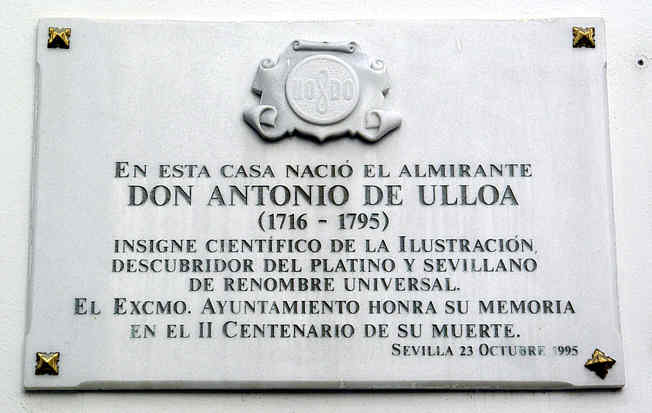 NO8DO
EN ESTA CASA NACIÓ EL ALMIRANTE
DON ANTONIO DE ULLOA
(1716 - 1795)
INSIGNE CIENTÍFICO DE LA ILUSTRACIÓN,
DESCUBRIDOR DEL PLATINO Y SEVILLANO
DE RENOMBRE UNIVERSAL.
EL EXCMO. AYUNTAMIENTO HONRA SU MEMORIA
EN EL II CENTENARIO DE SU MUERTE.
SEVILLA 23 OCTUBRE 1995